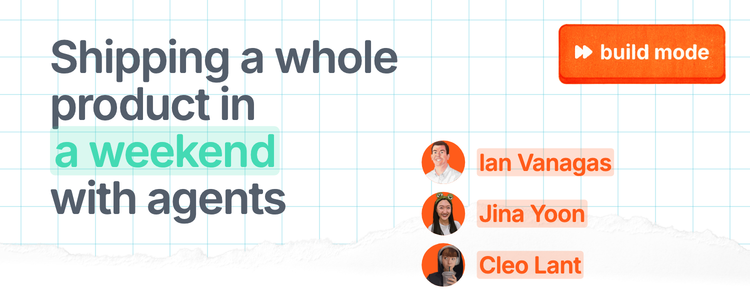 Shipping a whole
product in
a weekend
with agents
build mode
Ian Vanagas
Jina Yoon
Cleo Lant